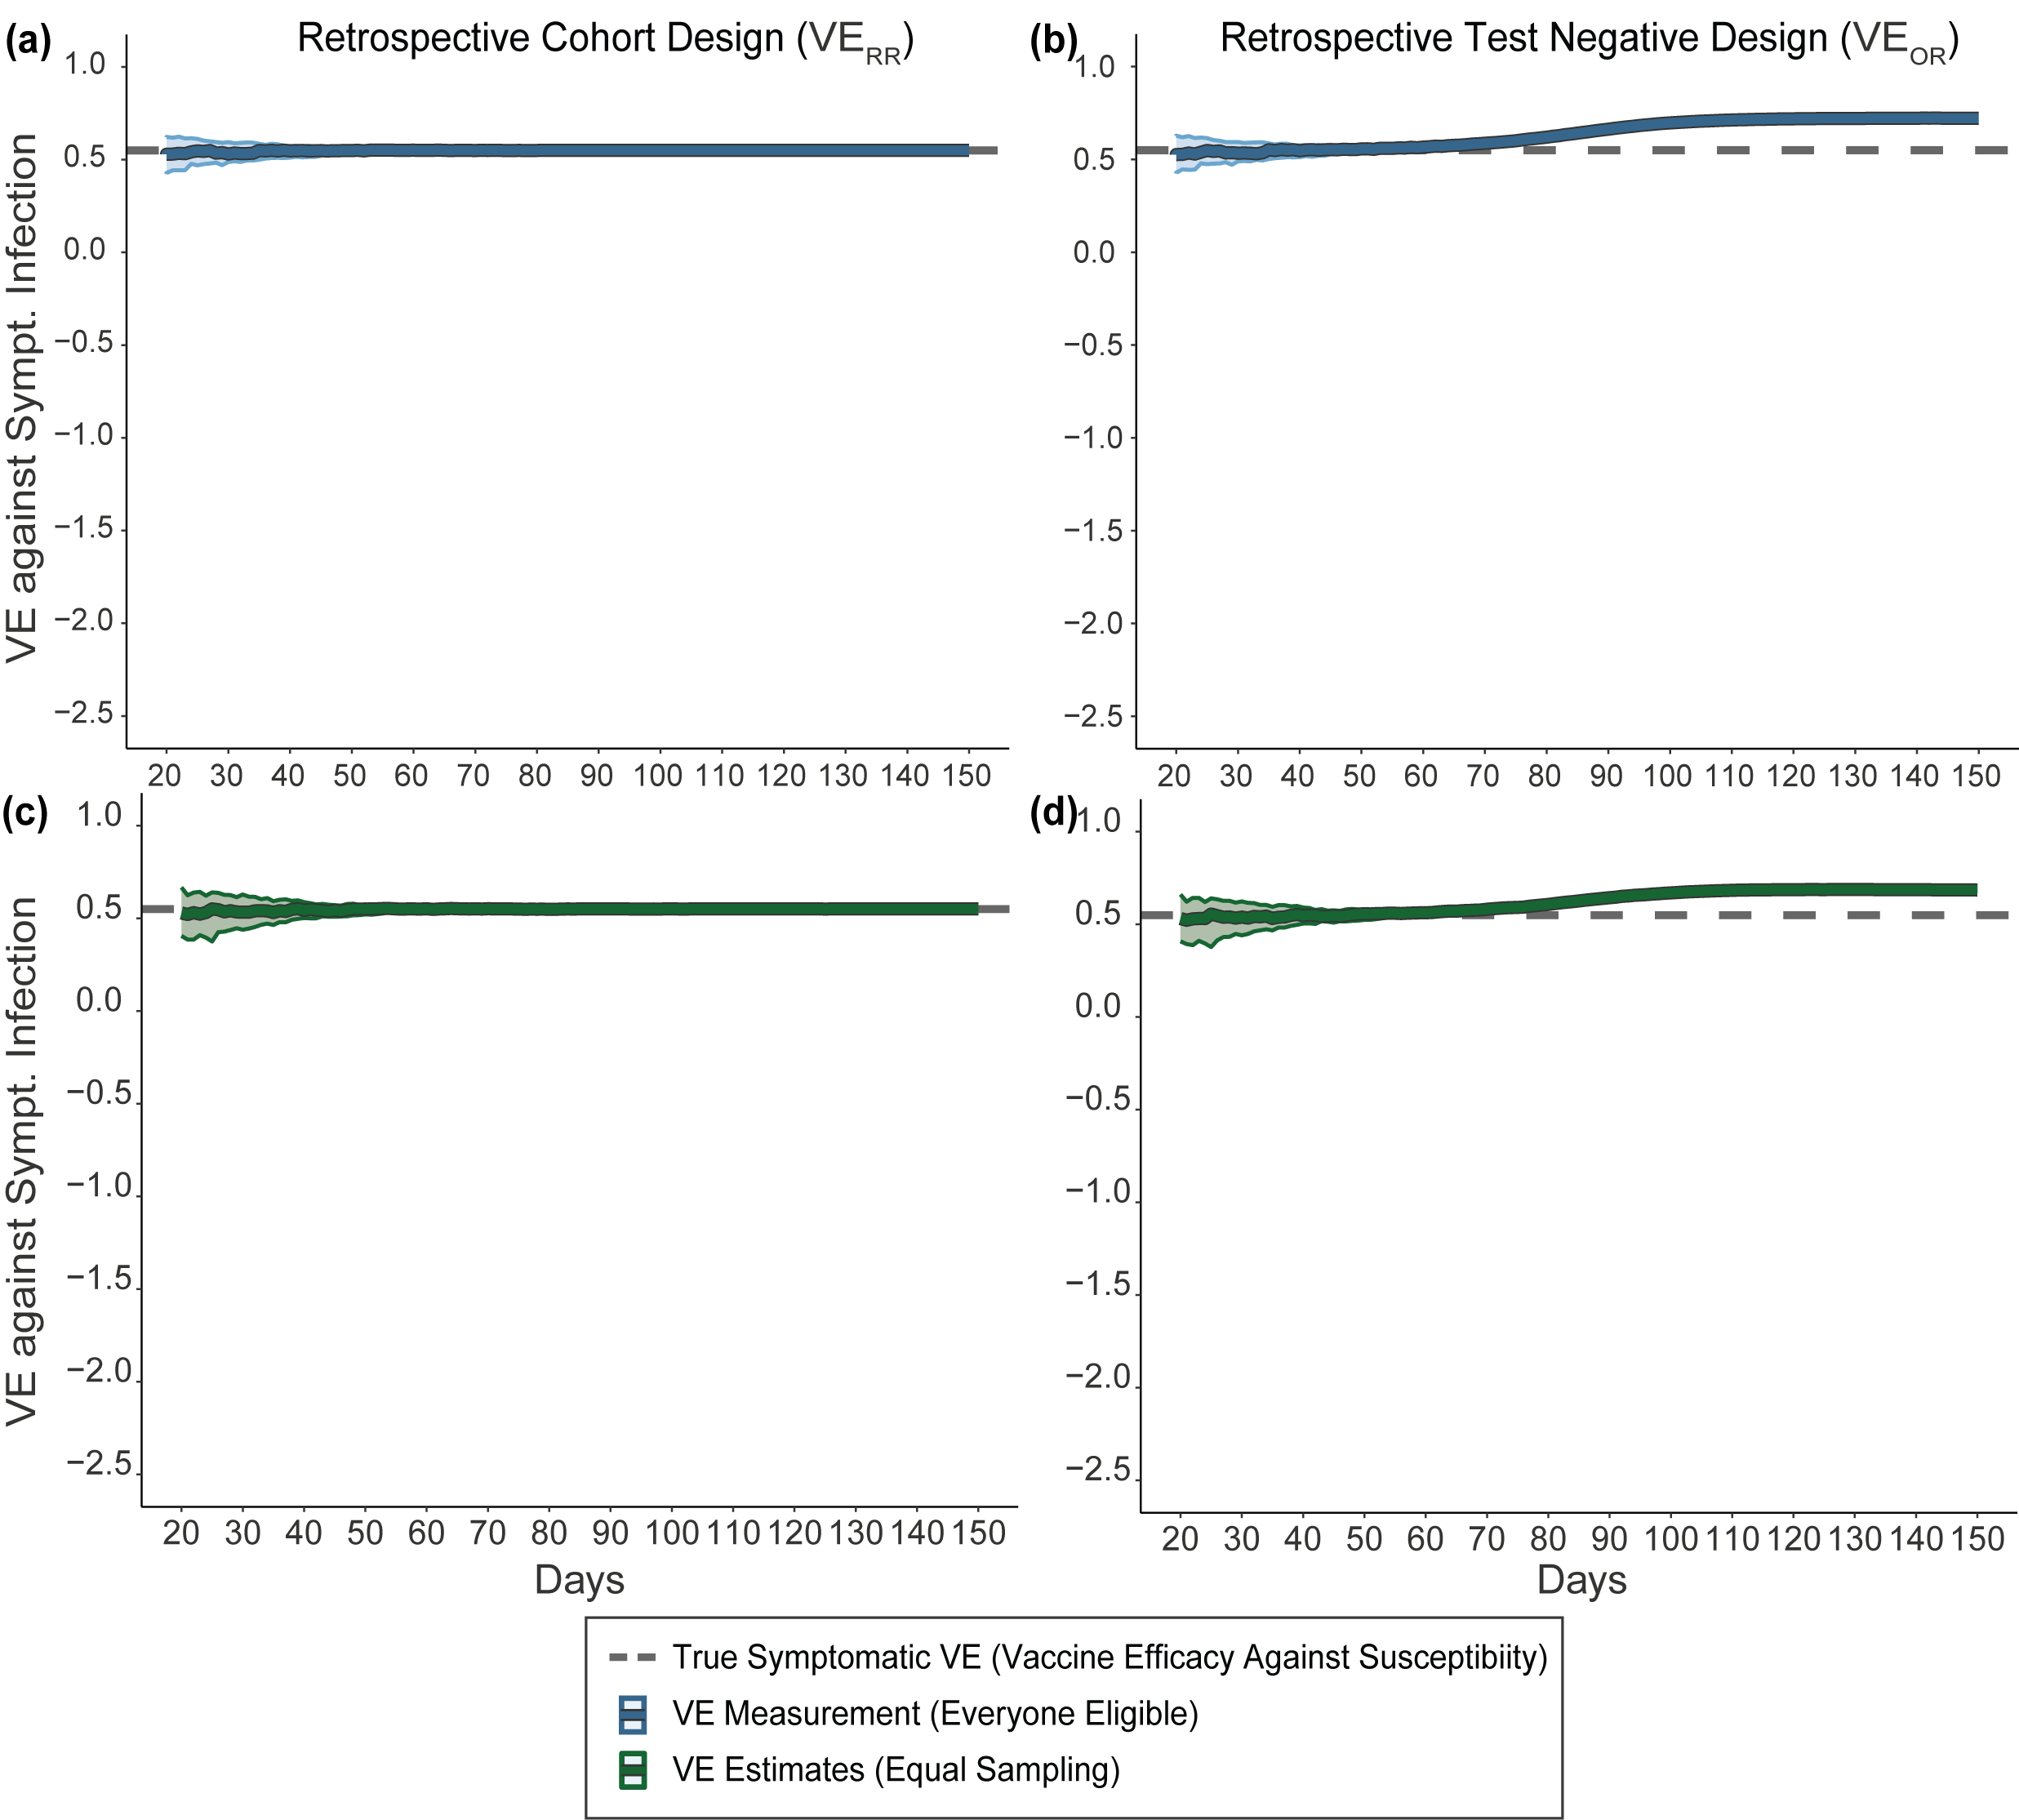 (a) Retrospective Cohort Design (VERR)
(b) Retrospective Test Negative Design (VEOR)
VE against Sympt. Infection
1.0
0.5
0.0
−0.5
−1.0
−1.5
−2.0
−2.5
20 30 40 50 60 70 80 90 100 110 120 130 140 150
1.0
0.5
0.0
−0.5
−1.0
−1.5
−2.0
−2.5
20 30 40 50 60 70 80 90 100 110 120 130 140 150
(c)
VE against Sympt. Infection
1.0
0.5
0.0
−0.5
−1.0
−1.5
−2.0
−2.5
20 30 40 50 60 70 80 90 100 110 120 130 140 150
Days
(d)
1.0
0.5
0.0
−0.5
−1.0
−1.5
−2.0
−2.5
20 30 40 50 60 70 80 90 100 110 120 130 140 150
Days
True Symptomatic VE (Vaccine Efficacy Against Susceptibiity)
VE Measurement (Everyone Eligible)
VE Estimates (Equal Sampling)